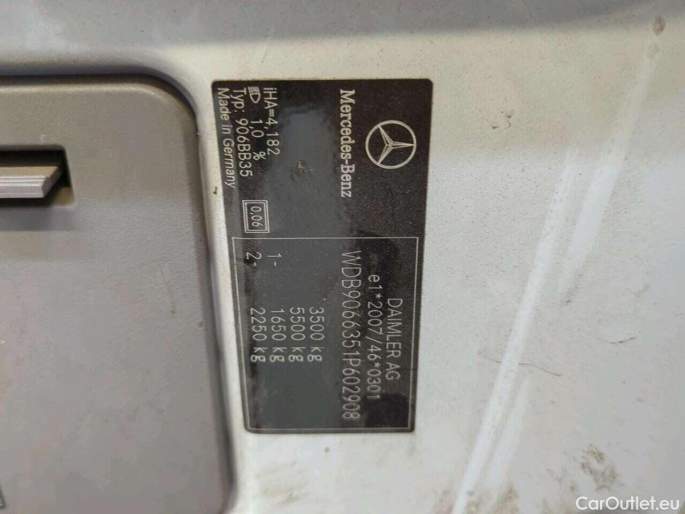 Mercedes-Benz
iHA=4,182
1,0 %
Typ: 906BB35
Made in Germany
0,06
DAIMLER AG
e1*2007/46*0301
WDB9066351P602908
3500 kg
5500 kg
1- 1650 kg
2- 2250 kg
CarOutlet.eu